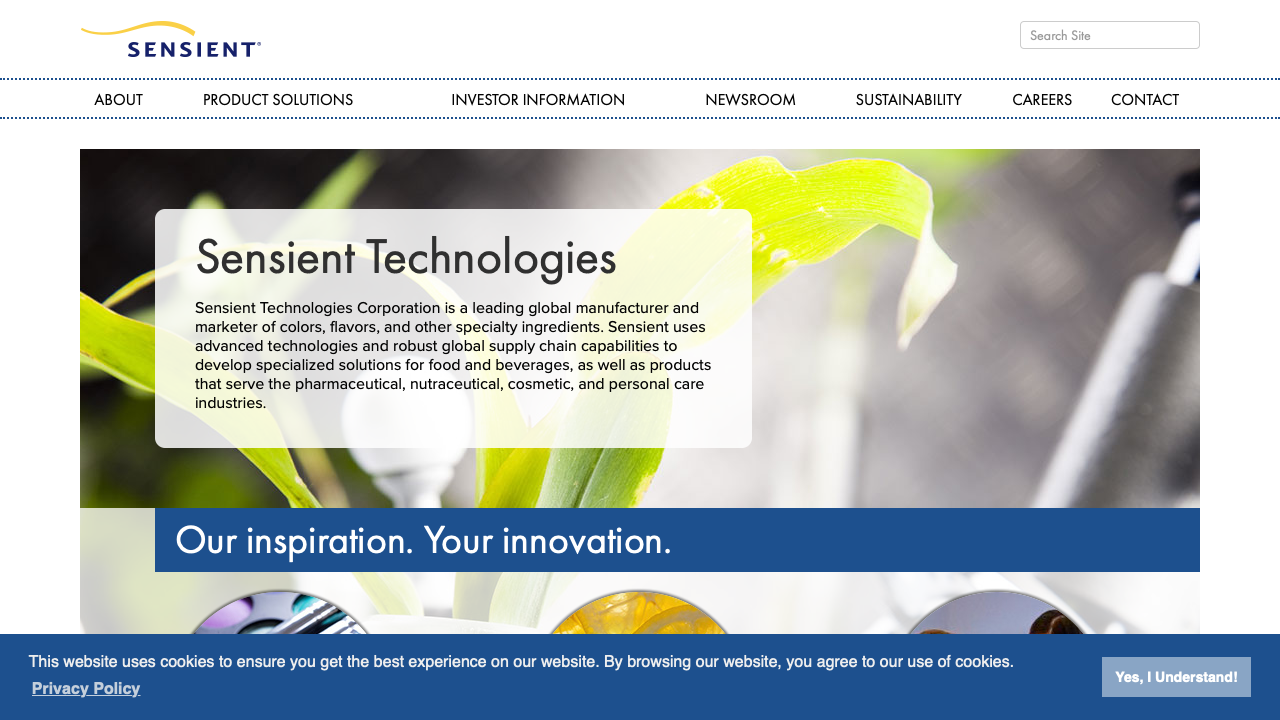 SENSIENT®
Search Site
ABOUT
PRODUCT SOLUTIONS
INVESTOR INFORMATION
NEWSROOM
SUSTAINABILITY
CAREERS
CONTACT
Sensient Technologies
Sensient Technologies Corporation is a leading global manufacturer and
marketer of colors, flavors, and other specialty ingredients. Sensient uses
advanced technologies and robust global supply chain capabilities to
develop specialized solutions for food and beverages, as well as products
that serve the pharmaceutical, nutraceutical, cosmetic, and personal care
industries.
Our inspiration. Your innovation.
This website uses cookies to ensure you get the best experience on our website. By browsing our website, you agree to our use of cookies.
Privacy Policy
Yes, I Understand!